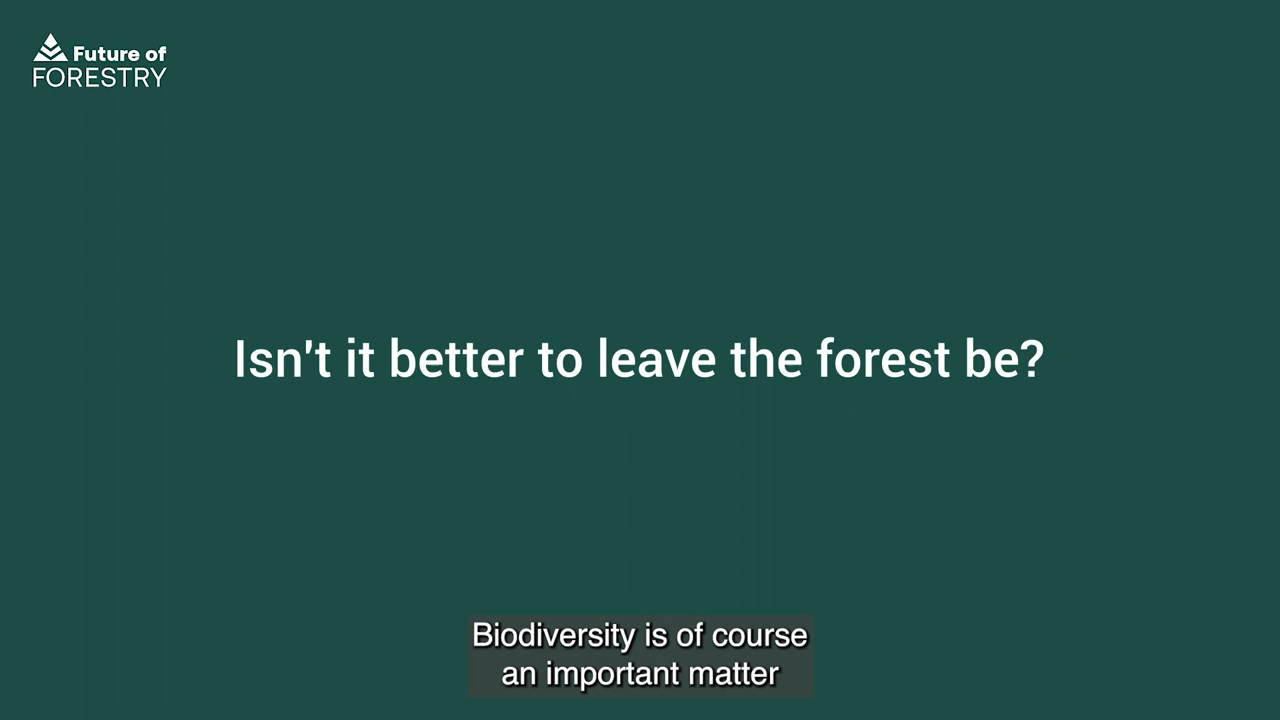 Future of
FORESTRY
Isn't it better to leave the forest be?
Biodiversity is of course
an important matter